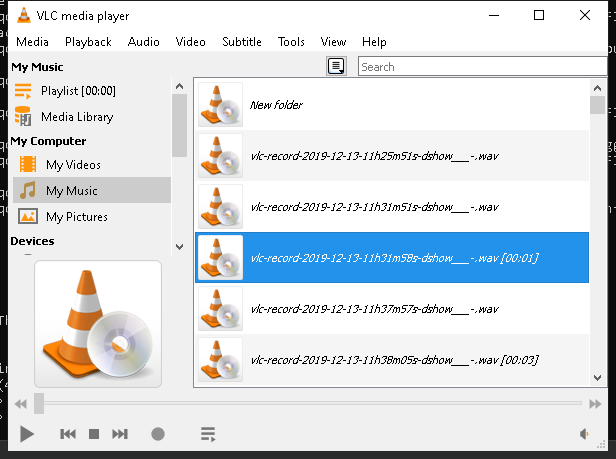 VLC media player
Media Playback Audio Video Subtitle Tools View Help
My Music
Search
Playlist [00:00]
Media Library
My Computer
My Videos
My Music
My Pictures
Devices
New folder
vlc-record-2019-12-13-11h25m51s-dshow___-.wav
vlc-record-2019-12-13-11h31m51s-dshow___-.wav
vlc-record-2019-12-13-11h31m58s-dshow___-.wav [00:01]
vlc-record-2019-12-13-11h37m57s-dshow___-.wav
vlc-record-2019-12-13-11h38m05s-dshow___-.wav [00:03]